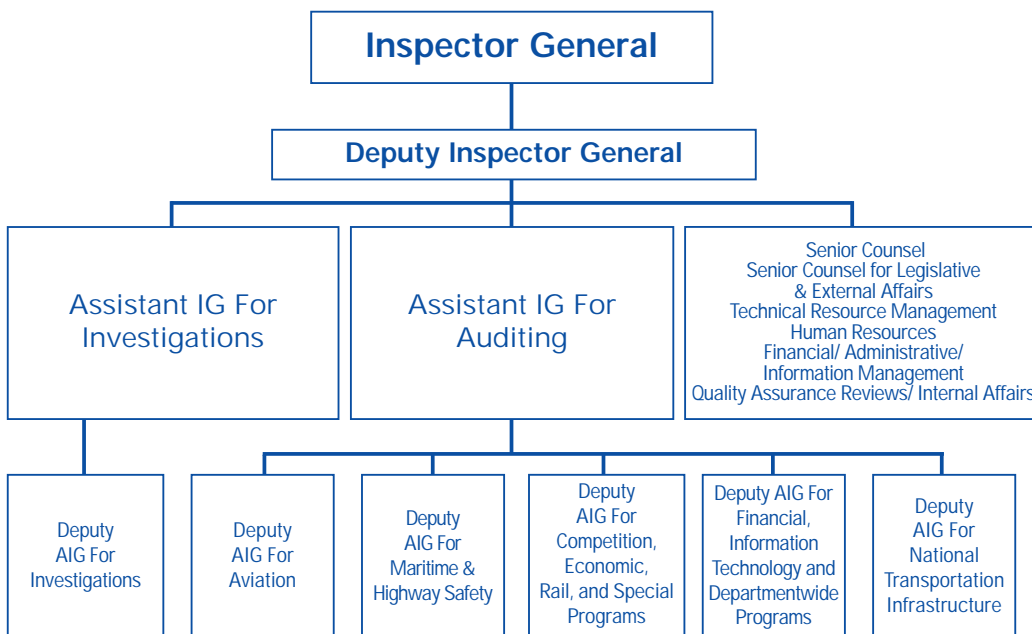 Inspector General
Deputy Inspector General
Assistant IG For
Investigations
Assistant IG For
Auditing
Senior Counsel
Senior Counsel for Legislative
& External Affairs
Technical Resource Management
Human Resources
Financial/ Administrative/
Information Management
Quality Assurance Reviews/ Internal Affairs
Deputy
AIG For
Investigations
Deputy
AIG For
Aviation
Deputy
AIG For
Maritime &
Highway Safety
Deputy
AIG For
Competition,
Economic,
Rail, and Special
Programs
Deputy AIG For
Financial,
Information
Technology and
Departmentwide
Programs
Deputy
AIG For
National
Transportation
Infrastructure